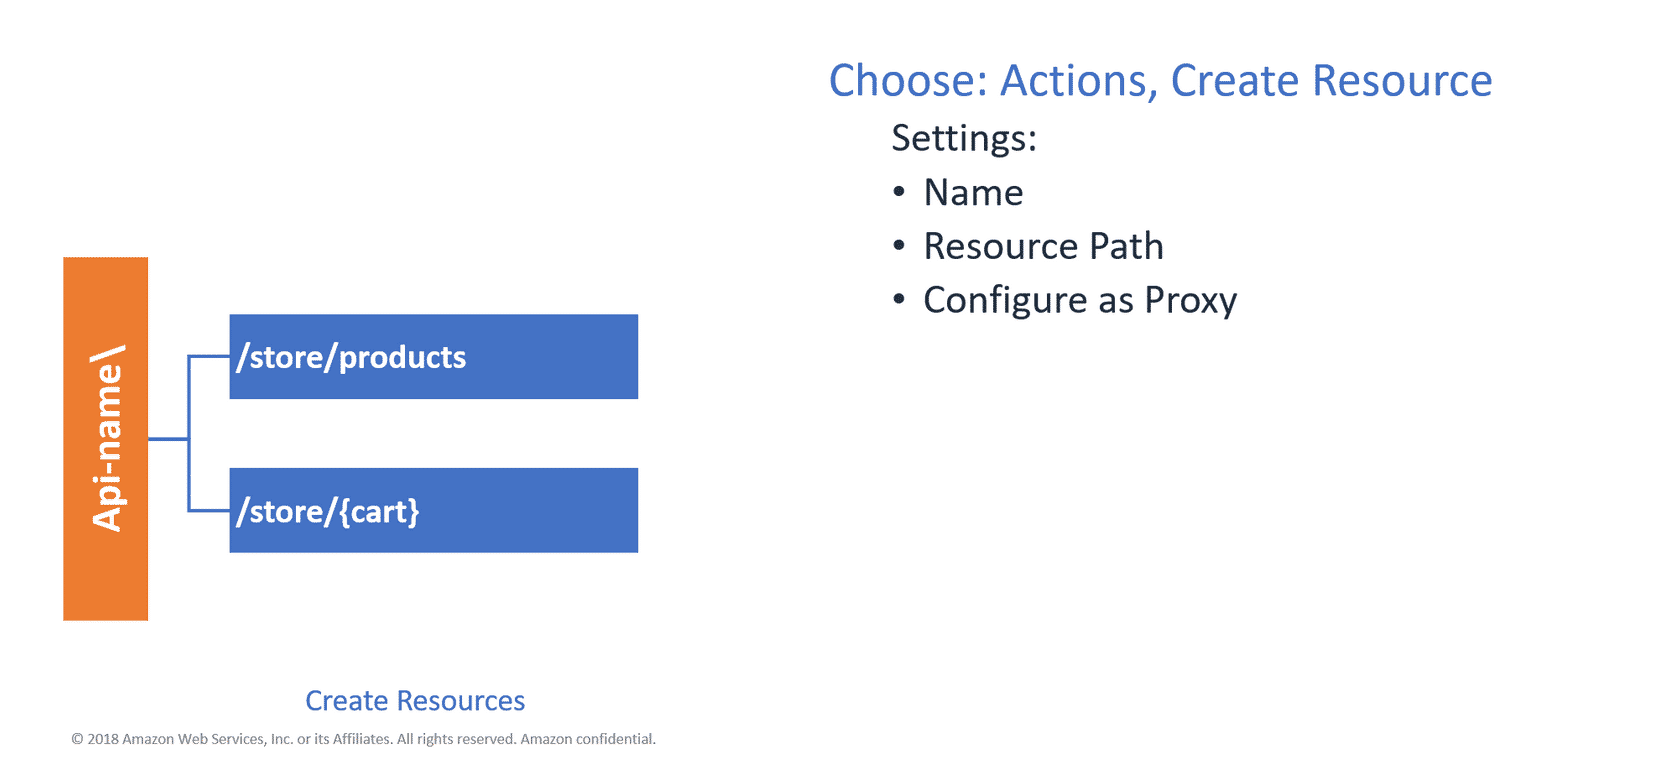 Choose: Actions, Create Resource
Settings:
• Name
• Resource Path
• Configure as Proxy
Api-name\
/store/products
/store/{cart}
Create Resources
© 2018 Amazon Web Services, Inc. or its Affiliates. All rights reserved. Amazon confidential.